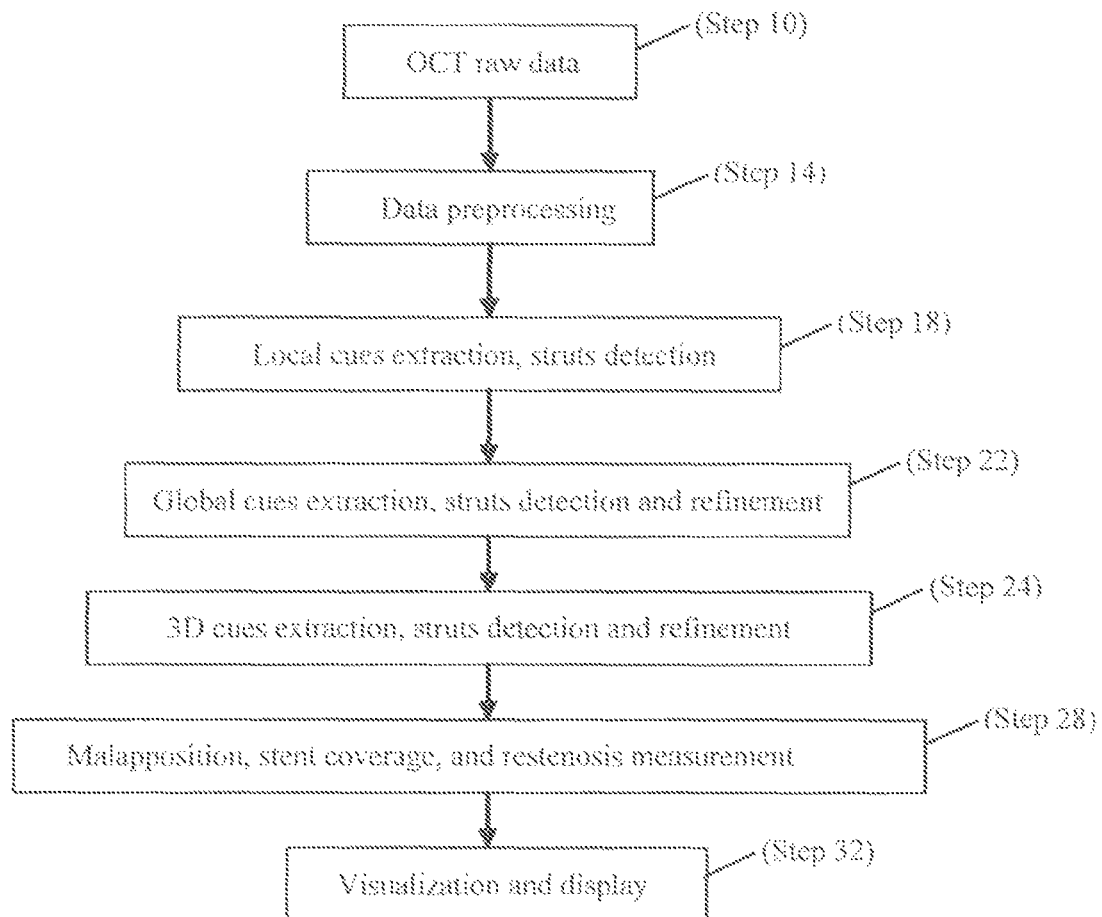 (Step 10)
OCT raw data
(Step 14)
Data preprocessing
(Step 18)
Local cues extraction, struts detection
(Step 22)
Global cues extraction, struts detection and refinement
(Step 24)
3D cues extraction, struts detection and refinement
(Step 28)
Malapposition, stent coverage, and restenosis measurement
(Step 32)
Visualization and display